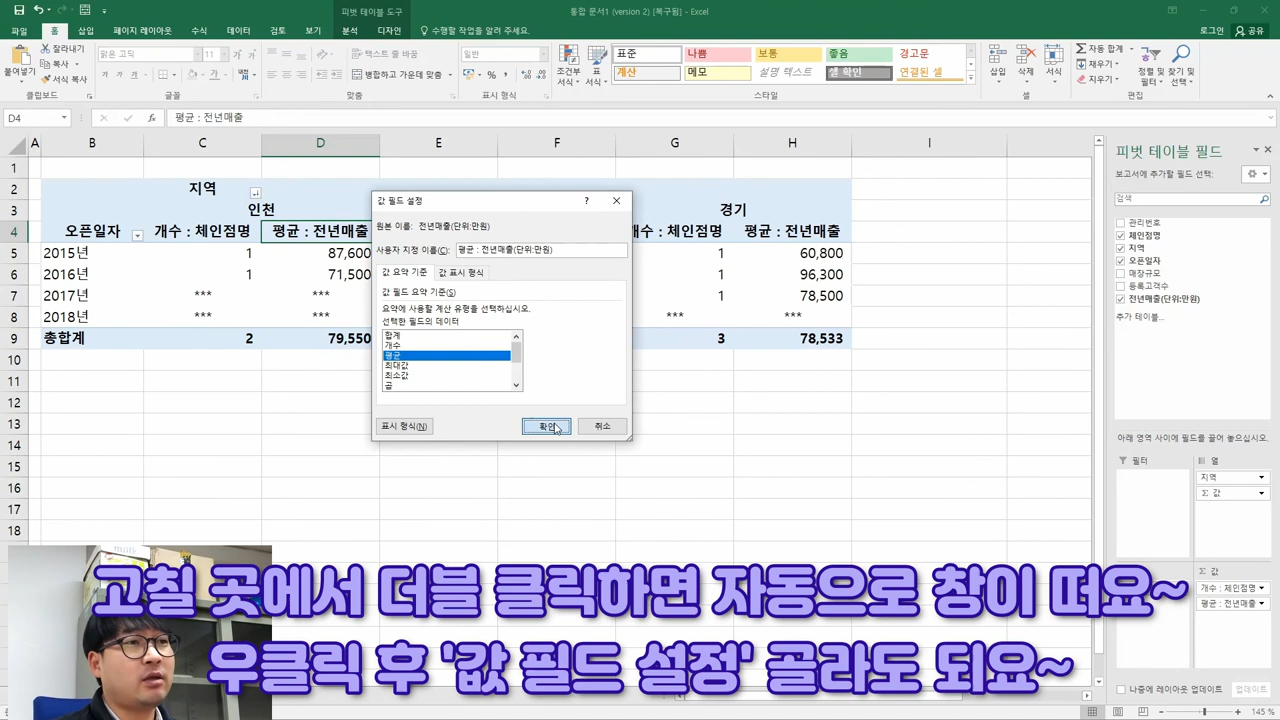 피벗 테이블 도구
통합 문서1 (version 2) [복구됨] - Excel
파일 홈 삽입 페이지 레이아웃 수식 데이터 검토 보기 분석 디자인 수행할 작업을 알려 주세요. 로그인 공유
붙여넣기 잘라내기 복사 서식 복사
맑은 고딕 11
텍스트 줄 바꿈
병합하고 가운데 맞춤
일반
조건부 서식 표 서식
표준 나쁨 보통 좋음 경고문
계산 메모 설명 텍스트 셀 확인 연결된 셀
삽입 삭제 서식
자동 합계 채우기 지우기 정렬 및 필터 찾기 및 선택
클립보드 글꼴 맞춤 표시 형식 스타일 셀 편집
D4 fx 평균 : 전년매출
A B C D E F G H I
1
2 지역
3 인천 경기
4 오픈일자 개수 : 체인점명 평균 : 전년매출 개수 : 체인점명 평균 : 전년매출
5 2015년 1 87,600 1 60,800
6 2016년 1 71,500 1 96,300
7 2017년 *** *** 1 78,500
8 2018년 *** *** *** ***
9 총합계 2 79,550 3 78,533
10
11
12
13
14
15
16
17
18
값 필드 설정 ?
원본 이름: 전년매출(단위:만원)
사용자 지정 이름(C): 평균 : 전년매출(단위:만원)
값 요약 기준 값 표시 형식
값 필드 요약 기준(S)
요약에 사용할 계산 유형을 선택하십시오.
선택한 필드의 데이터
합계
개수
평균
최대값
최소값
곱
표시 형식(N) 확인 취소
피벗 테이블 필드
보고서에 추가할 필드 선택:
검색
관리번호
체인점명
지역
오픈일자
매장규모
등록고객수
전년매출(단위:만원)
추가 테이블...
아래 영역 사이에 필드를 끌어 놓으십시오.
필터 열
지역
Σ 값
Σ 값
개수 : 체인점명
평균 : 전년매출
나중에 레이아웃 업데이트 업데이트
145 %
고칠 곳에서 더블 클릭하면 자동으로 창이 떠요~
우클릭 후 '값 필드 설정' 골라도 되요~